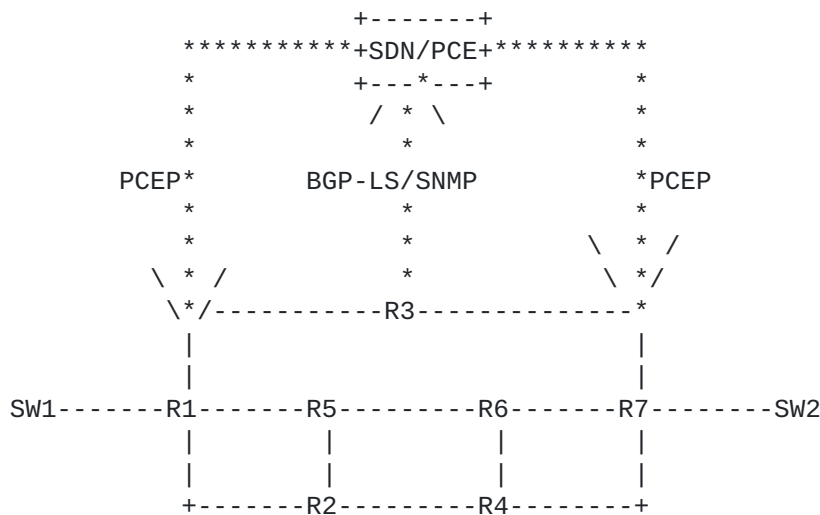 SDN/PCE
PCEP BGP-LS/SNMP PCEP
R3
SW1 R1 R5 R6 R7 SW2
R2 R4